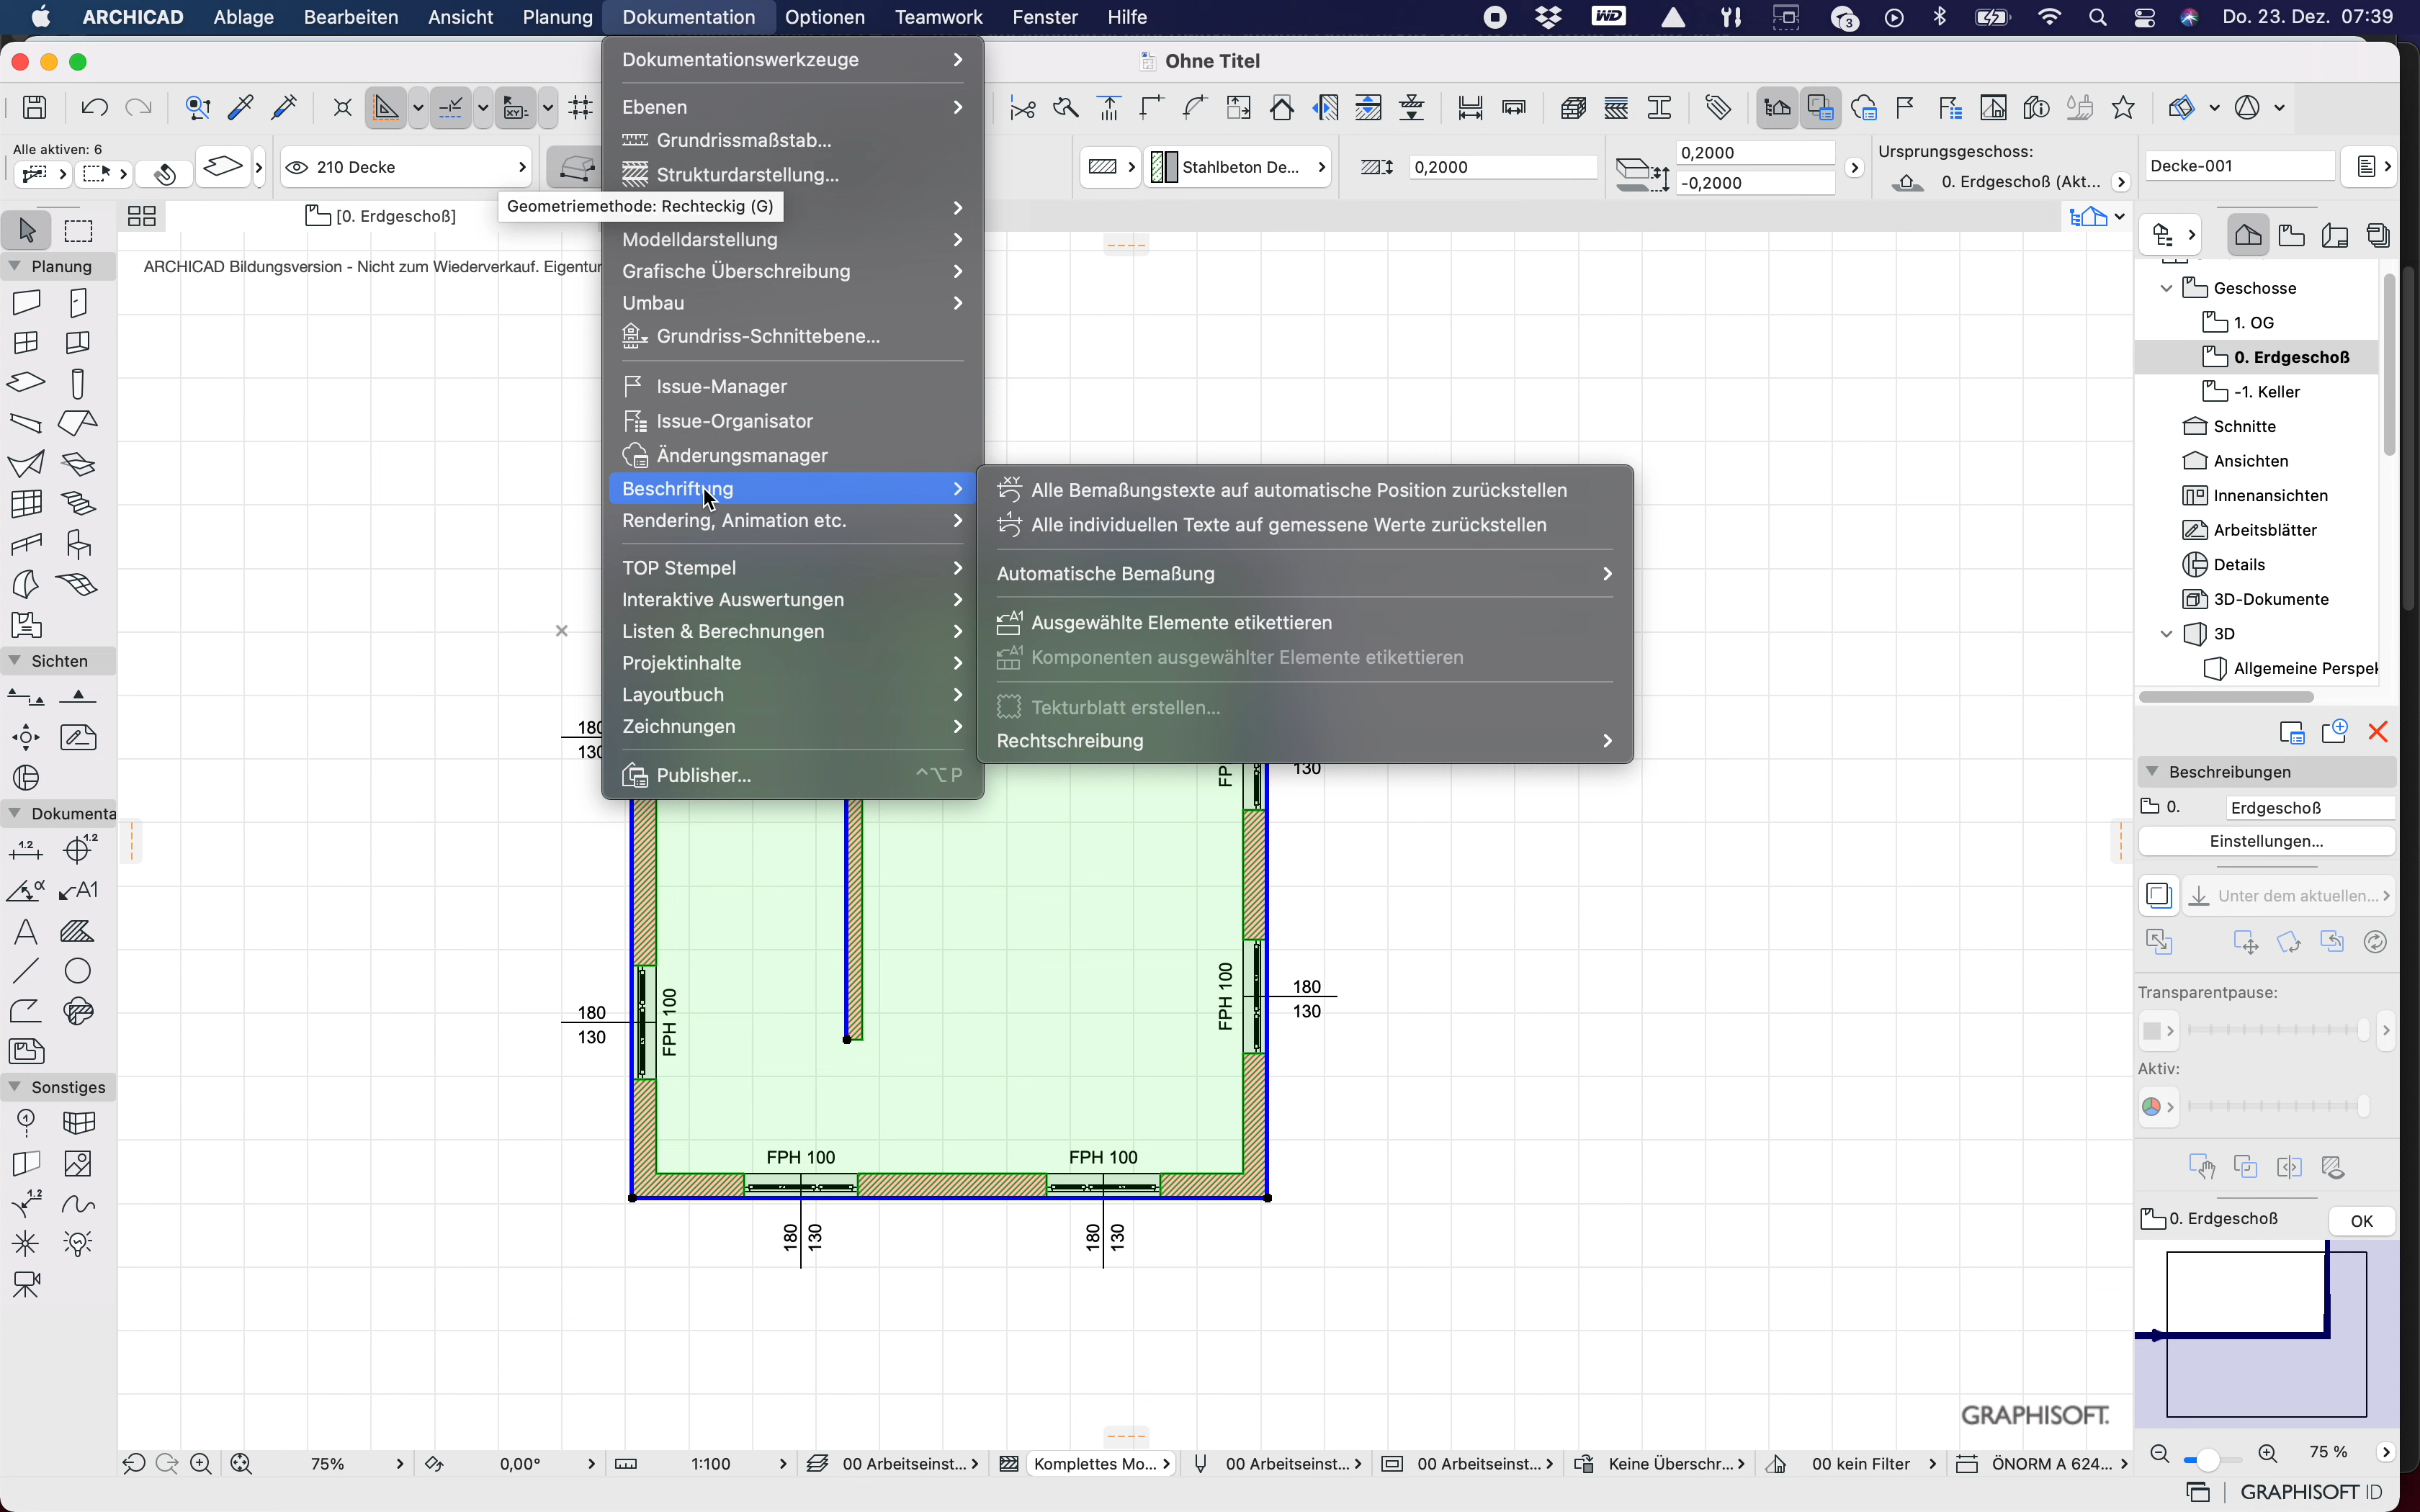 ARCHICAD Ablage Bearbeiten Ansicht Planung Dokumentation Optionen Teamwork Fenster Hilfe
WD 3 Do. 23. Dez. 07:39
Ohne Titel
Alle aktiven: 6
210 Decke
Stahlbeton De...
0,2000
0,2000
-0,2000
Ursprungsgeschoss:
0. Erdgeschoß (Akt...
Decke-001
[0. Erdgeschoß]
Geometriemethode: Rechteckig (G)
ARCHICAD Bildungsversion - Nicht zum Wiederverkauf. Eigentu
Planung
Sichten
Dokumenta
Sonstiges
Dokumentationswerkzeuge
Ebenen
Grundrissmaßstab...
Strukturdarstellung...
Modelldarstellung
Grafische Überschreibung
Umbau
Grundriss-Schnittebene...
Issue-Manager
Issue-Organisator
Änderungsmanager
Beschriftung
Rendering, Animation etc.
TOP Stempel
Interaktive Auswertungen
Listen & Berechnungen
Projektinhalte
Layoutbuch
Zeichnungen
Publisher... ⌃⌥P
Alle Bemaßungstexte auf automatische Position zurückstellen
Alle individuellen Texte auf gemessene Werte zurückstellen
Automatische Bemaßung
Ausgewählte Elemente etikettieren
Komponenten ausgewählter Elemente etikettieren
Tekturblatt erstellen...
Rechtschreibung
180
130
FP
130
180
130
FPH 100
FPH 100
180
130
FPH 100
FPH 100
180
130
180
130
GRAPHISOFT.
Geschosse
1. OG
0. Erdgeschoß
-1. Keller
Schnitte
Ansichten
Innenansichten
Arbeitsblätter
Details
3D-Dokumente
3D
Allgemeine Perspek
Beschreibungen
0. Erdgeschoß
Einstellungen...
Unter dem aktuellen...
Transparentpause:
Aktiv:
0. Erdgeschoß OK
75%
0,00°
1:100
00 Arbeitseinst...
Komplettes Mo...
00 Arbeitseinst...
00 Arbeitseinst...
Keine Überschr...
00 kein Filter
ÖNORM A 624...
75 %
GRAPHISOFT ID